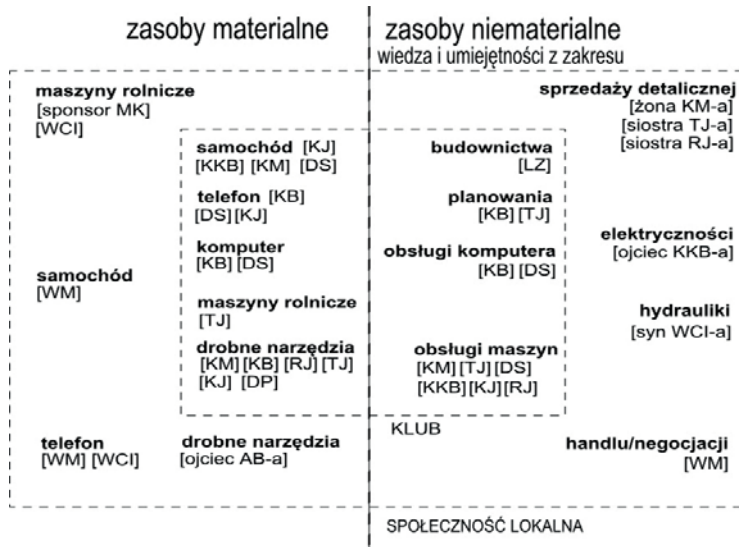 zasoby materialne
maszyny rolnicze
[sponsor MK]
[WCI]
samochód [KJ]
[KKB] [KM] [DS]
telefon [KB]
[DS][KJ]
komputer
[KB] [DS]
samochód
[WM]
maszyny rolnicze
[TJ]
drobne narzędzia
[KM][KB] [RJ] [TJ]
[KJ] [DP]
telefon
[WM] [WCI]
drobne narzędzia
[ojciec AB-a]
zasoby niematerialne
wiedza i umiejętności z zakresu
sprzedaży detalicznej
[żona KM-a]
[siostra TJ-a]
[siostra RJ-a]
budownictwa
[LZ]
planowania
[KB] [TJ]
elektryczności
[ojciec KKB-a]
obsługi komputera
[KB] [DS]
hydrauliki
[syn WCI-a]
obsługi maszyn
[KM] [TJ] [DS]
[KKB][KJ] [RJ]
KLUB
handlu/negocjacji
[WM]
SPOŁECZNOŚĆ LOKALNA